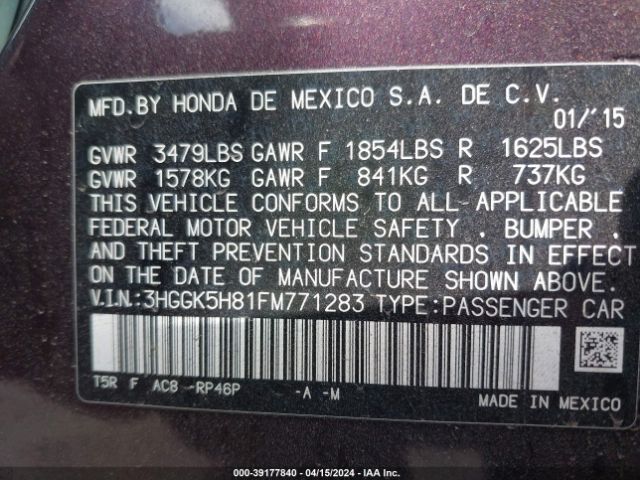 MFD.BY HONDA DE MEXICO S.A. DE C.V.
01/'15
GVWR 3479LBS GAWR F 1854LBS R 1625LBS
GVWR 1578KG GAWR F 841KG R 737KG
THIS VEHICLE CONFORMS TO ALL APPLICABLE
FEDERAL MOTOR VEHICLE SAFETY , BUMPER ,
AND THEFT PREVENTION STANDARDS IN EFFECT
ON THE DATE OF MANUFACTURE SHOWN ABOVE.
V.I.N.:3HGGK5H81FM771283 TYPE:PASSENGER CAR
T5R F AC8 -RP46P -A -M
MADE IN MEXICO
000-39177840 - 04/15/2024 - IAA Inc.